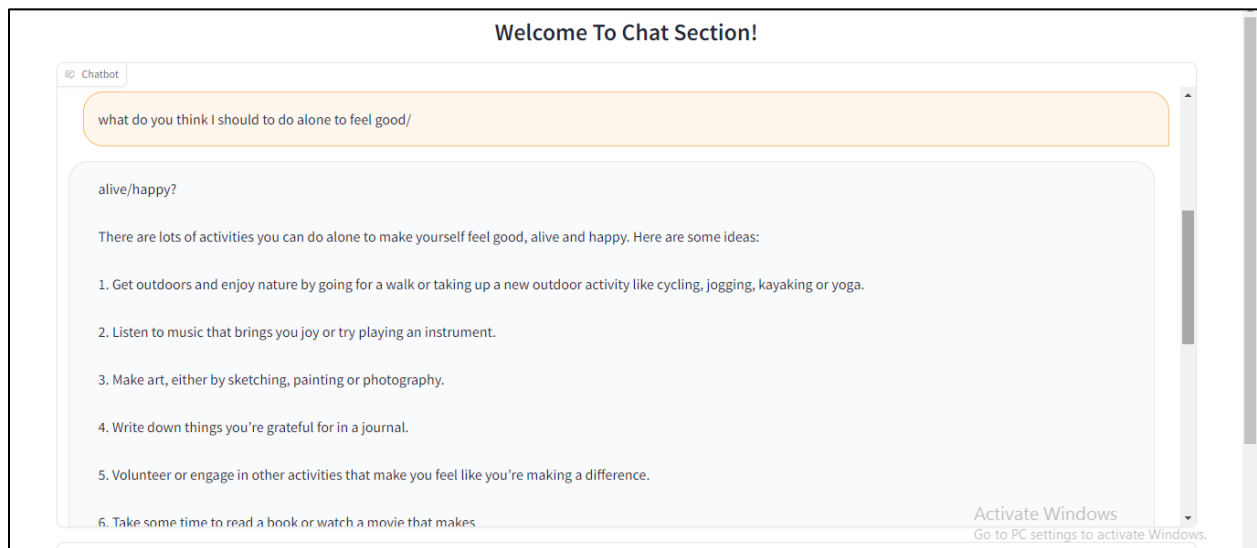 Welcome To Chat Section!
Chatbot
what do you think I should to do alone to feel good/
alive/happy?
There are lots of activities you can do alone to make yourself feel good, alive and happy. Here are some ideas:
1. Get outdoors and enjoy nature by going for a walk or taking up a new outdoor activity like cycling, jogging, kayaking or yoga.
2. Listen to music that brings you joy or try playing an instrument.
3. Make art, either by sketching, painting or photography.
4. Write down things you’re grateful for in a journal.
5. Volunteer or engage in other activities that make you feel like you’re making a difference.
6. Take some time to read a book or watch a movie that makes
Activate Windows
Go to PC settings to activate Windows.